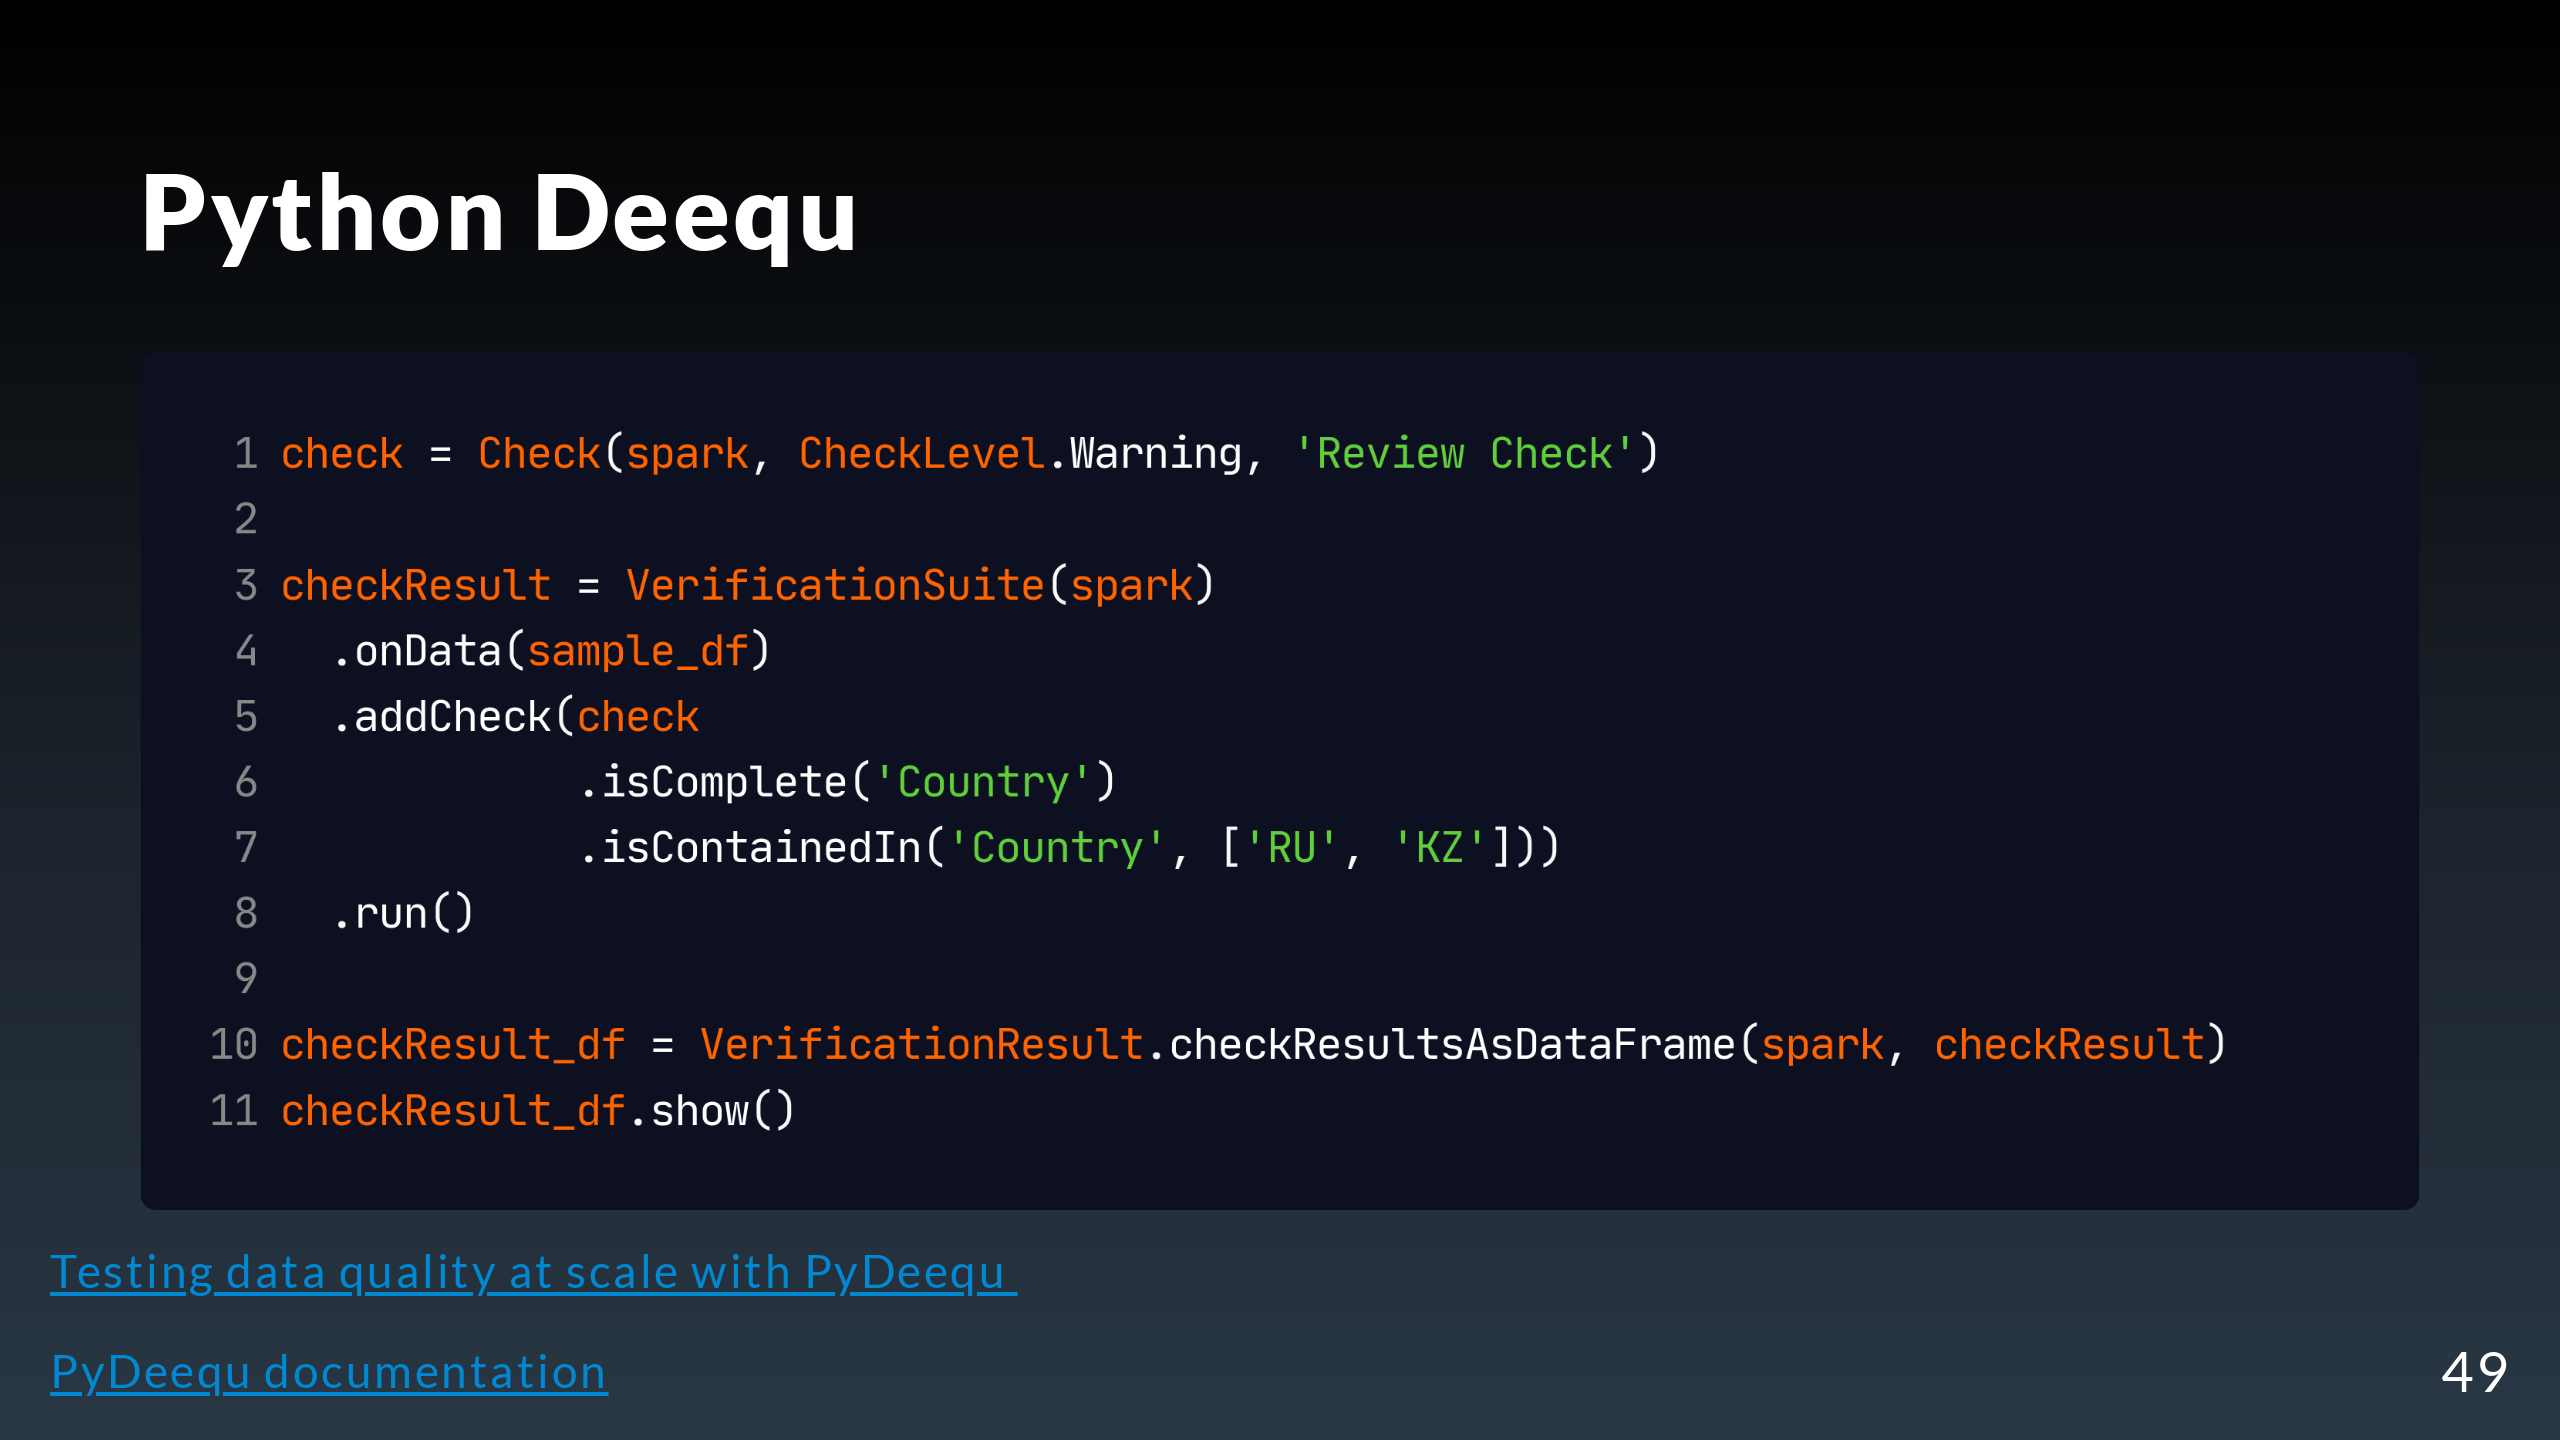 Python Deequ
1 check = Check(spark, CheckLevel.Warning, 'Review Check')
2
3 checkResult = VerificationSuite(spark)
4   .onData(sample_df)
5   .addCheck(check
6             .isComplete('Country')
7             .isContainedIn('Country', ['RU', 'KZ']))
8   .run()
9
10 checkResult_df = VerificationResult.checkResultsAsDataFrame(spark, checkResult)
11 checkResult_df.show()
Testing data quality at scale with PyDeequ
PyDeequ documentation
49